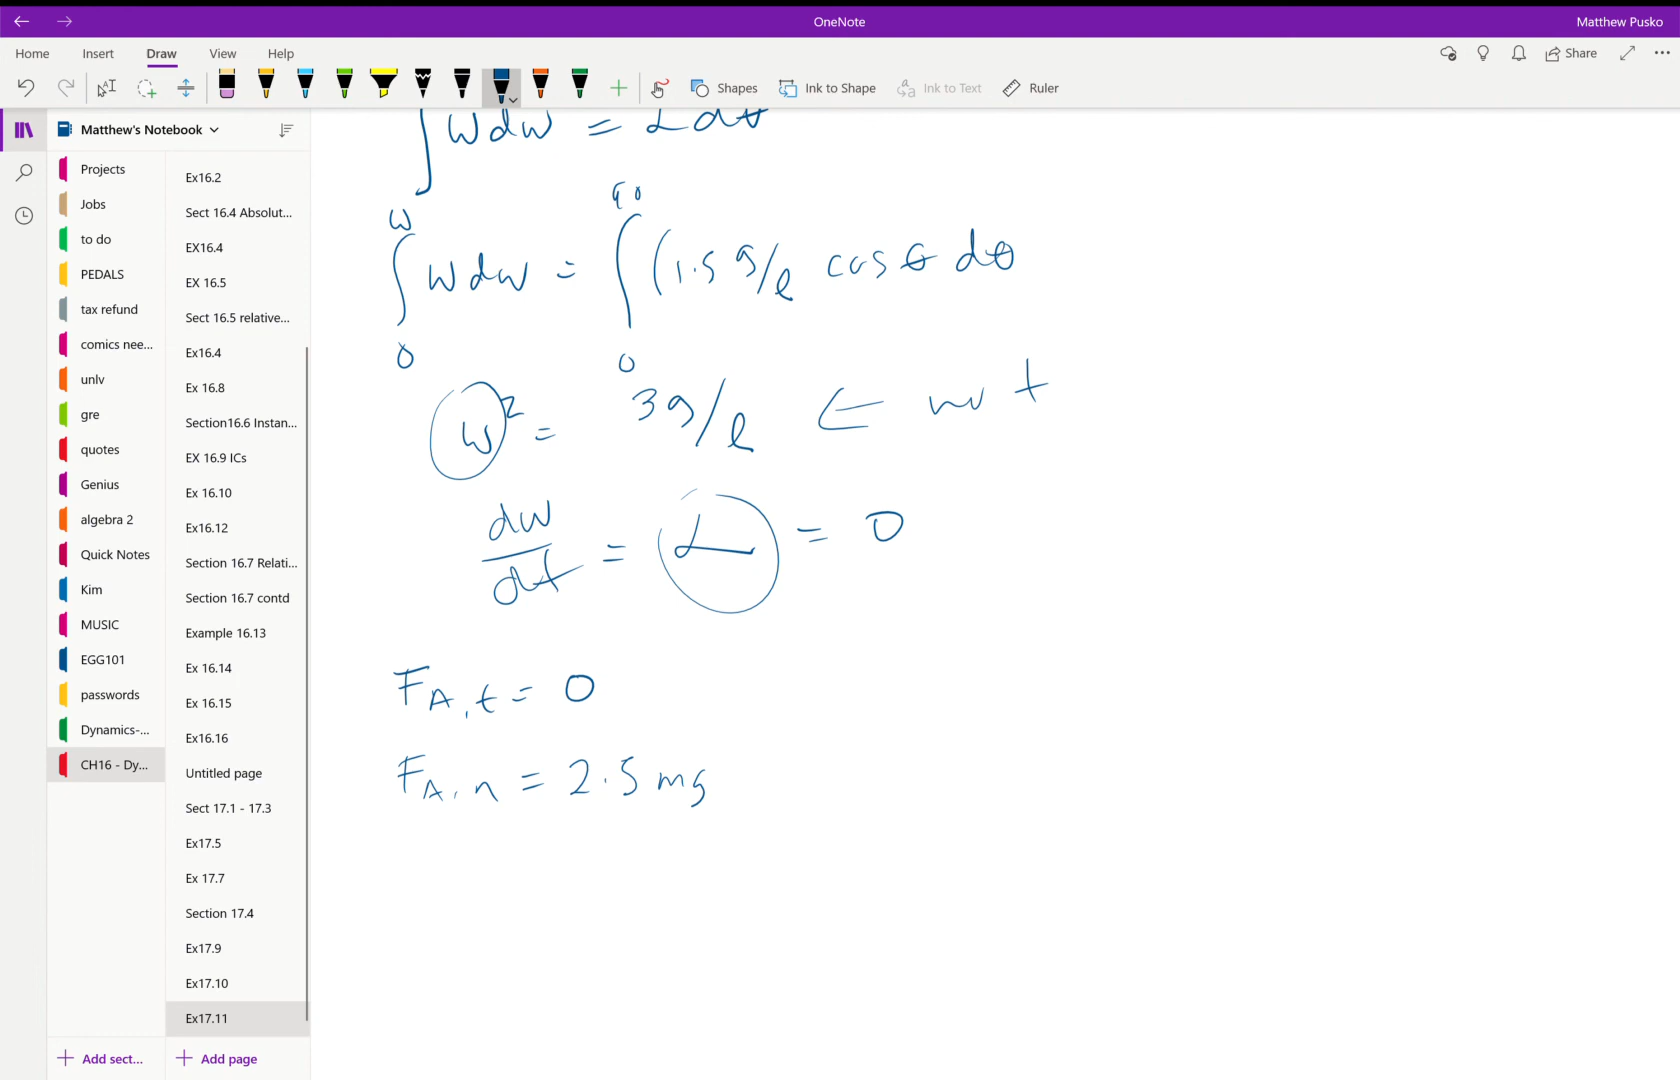 OneNote
Matthew Pusko
Home Insert Draw View Help
Share
Shapes Ink to Shape Ink to Text Ruler
Matthew's Notebook
Projects
Jobs
to do
PEDALS
tax refund
comics nee...
unlv
gre
quotes
Genius
algebra 2
Quick Notes
Kim
MUSIC
EGG101
passwords
Dynamics-...
CH16 - Dy...
Add sect...
Ex16.2
Sect 16.4 Absolut...
EX16.4
EX 16.5
Sect 16.5 relative...
Ex16.4
Ex 16.8
Section16.6 Instan...
EX 16.9 ICs
Ex 16.10
Ex16.12
Section 16.7 Relati...
Section 16.7 contd
Example 16.13
Ex 16.14
Ex 16.15
Ex16.16
Untitled page
Sect 17.1 - 17.3
Ex17.5
Ex 17.7
Section 17.4
Ex17.9
Ex17.10
Ex17.11
Add page
∫ω dω = α dθ
∫₀^ω ω dω = ∫₀^90 (1.5 g/l cos θ dθ
ω² = 3g/l ← no t
dω/dt = α = 0
F_A,t = 0
F_A,n = 2.5 mg